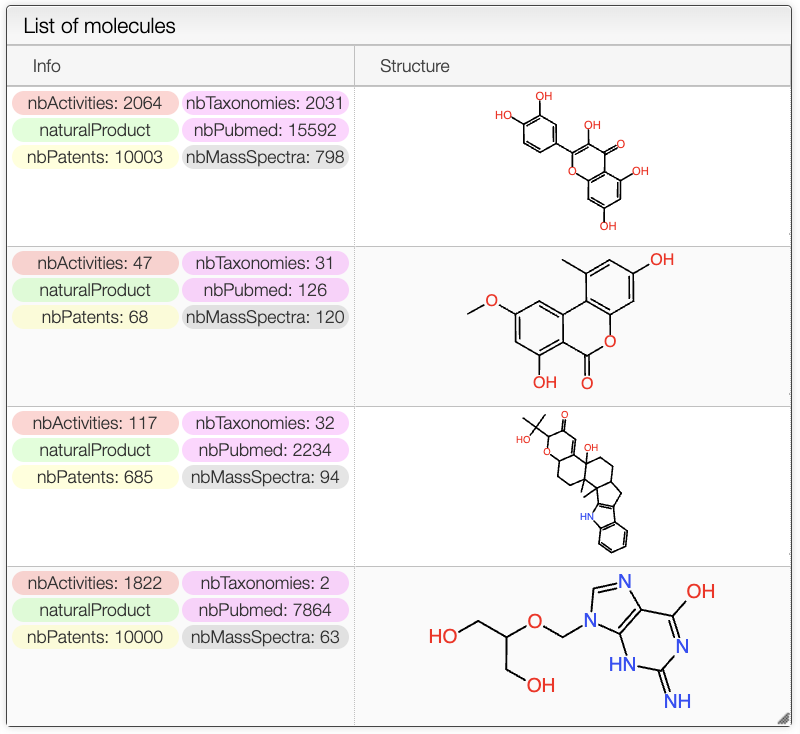 List of molecules
Info Structure
nbActivities: 2064 nbTaxonomies: 2031
naturalProduct nbPubmed: 15592
nbPatents: 10003 nbMassSpectra: 798
OH
HO
OH
O
O
OH
OH
nbActivities: 47 nbTaxonomies: 31
naturalProduct nbPubmed: 126
nbPatents: 68 nbMassSpectra: 120
OH
O
O
OH O
nbActivities: 117 nbTaxonomies: 32
naturalProduct nbPubmed: 2234
nbPatents: 685 nbMassSpectra: 94
O
HO
OH
O
HN
nbActivities: 1822 nbTaxonomies: 2
naturalProduct nbPubmed: 7864
nbPatents: 10000 nbMassSpectra: 63
N OH
O N
HO
N
HN
OH
NH